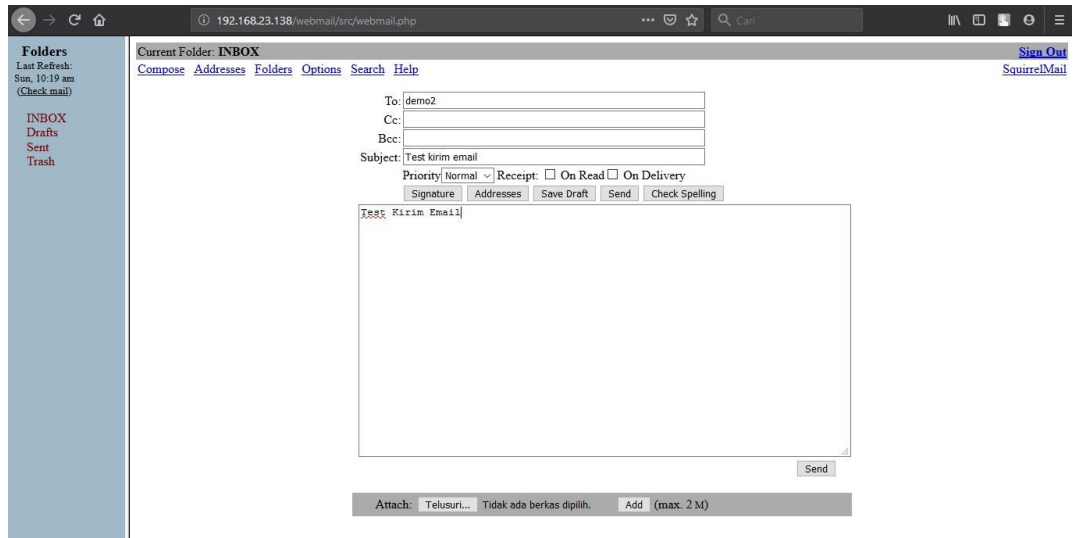 192.168.23.138/webmail/src/webmail.php
Cari
Folders
Last Refresh:
Sun, 10:19 am
(Check mail)
INBOX
Drafts
Sent
Trash
Current Folder: INBOX Sign Out
Compose Addresses Folders Options Search Help SquirrelMail
To: demo2
Cc:
Bcc:
Subject: Test kirim email
Priority Normal Receipt: On Read On Delivery
Signature Addresses Save Draft Send Check Spelling
Test Kirim Email
Send
Attach: Telusuri... Tidak ada berkas dipilih. Add (max. 2 M)